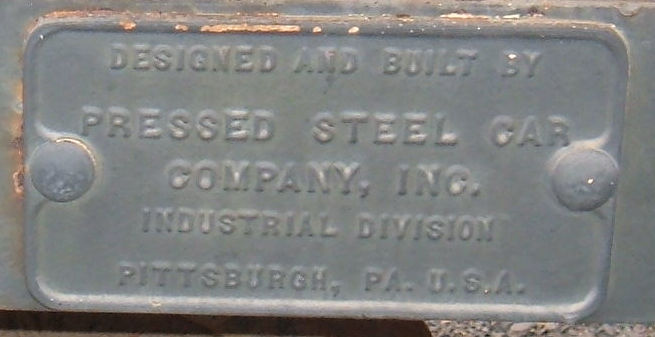 DESIGNED AND BUILT BY
PRESSED STEEL CAR
COMPANY, INC.
INDUSTRIAL DIVISION
PITTSBURGH, PA. U.S.A.